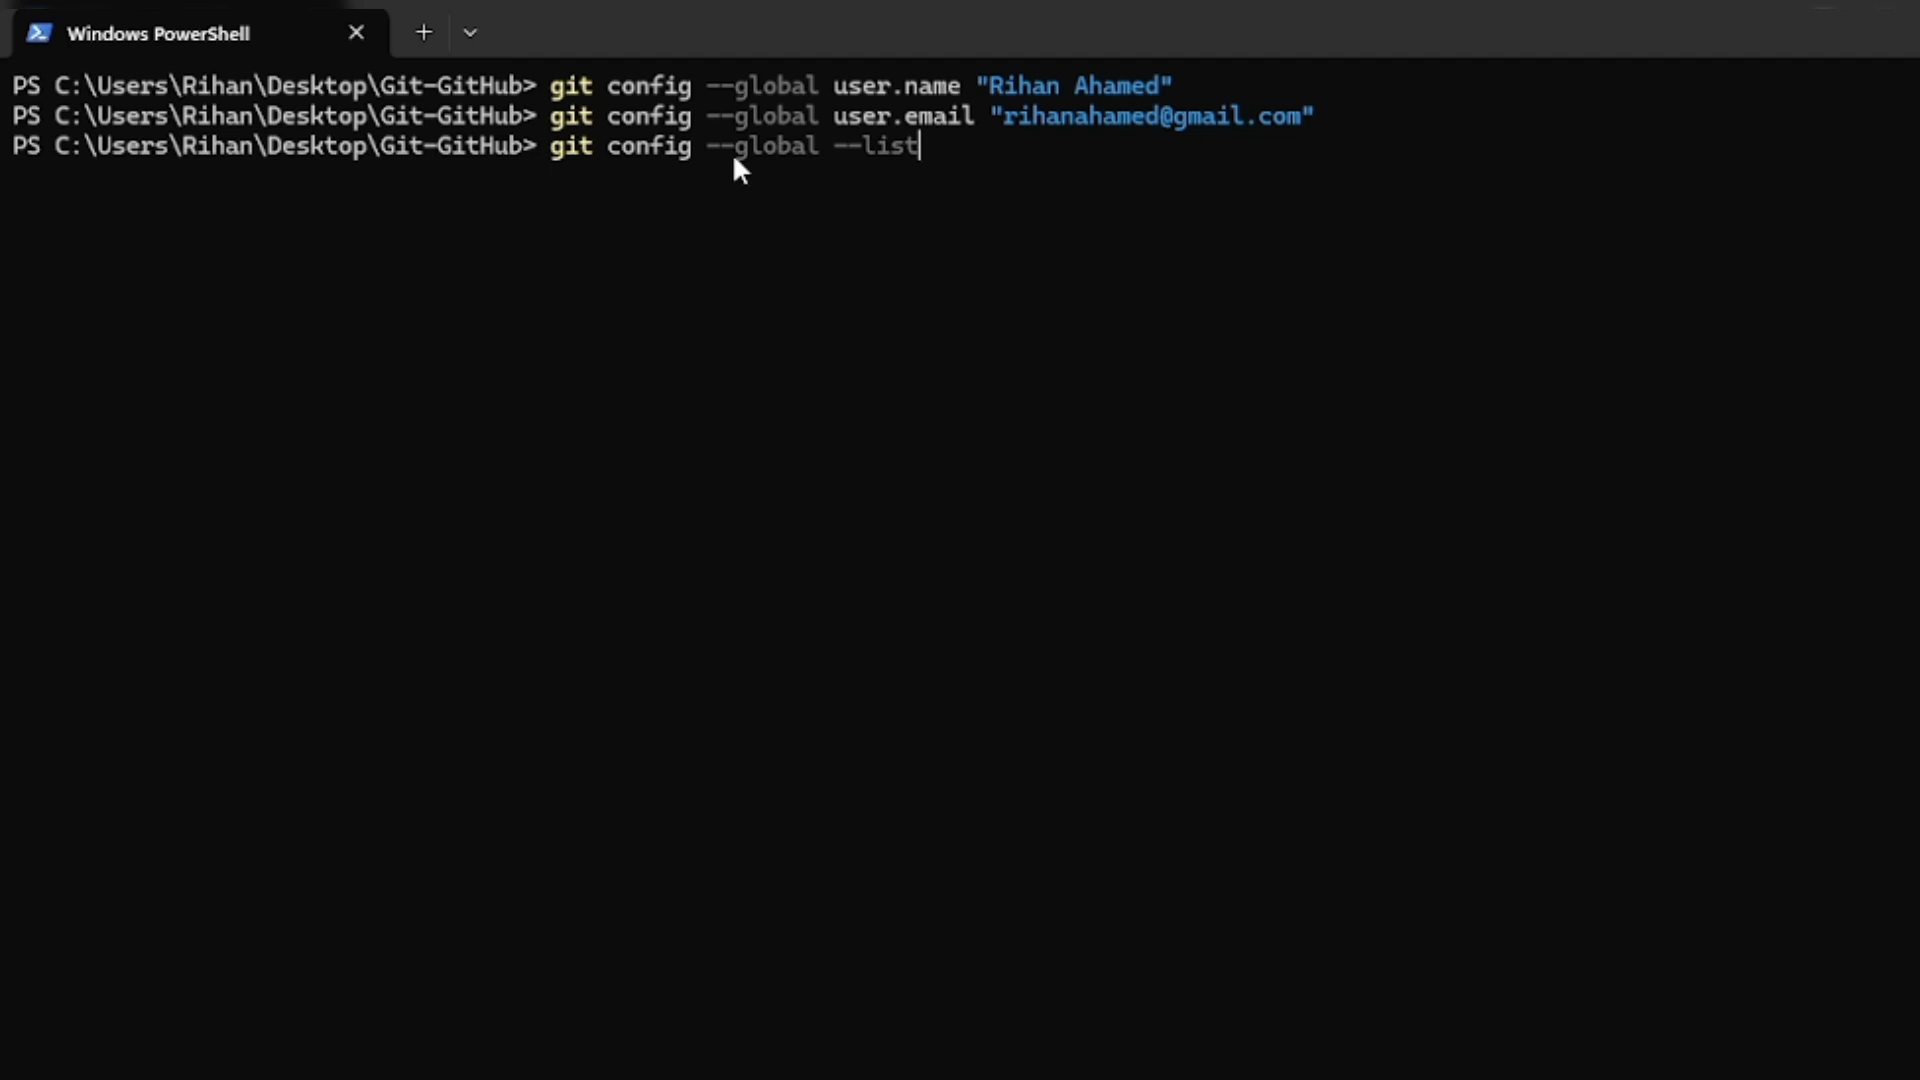 Windows PowerShell
PS C:\Users\Rihan\Desktop\Git-GitHub> git config --global user.name "Rihan Ahamed"
PS C:\Users\Rihan\Desktop\Git-GitHub> git config --global user.email "rihanahamed@gmail.com"
PS C:\Users\Rihan\Desktop\Git-GitHub> git config --global --list